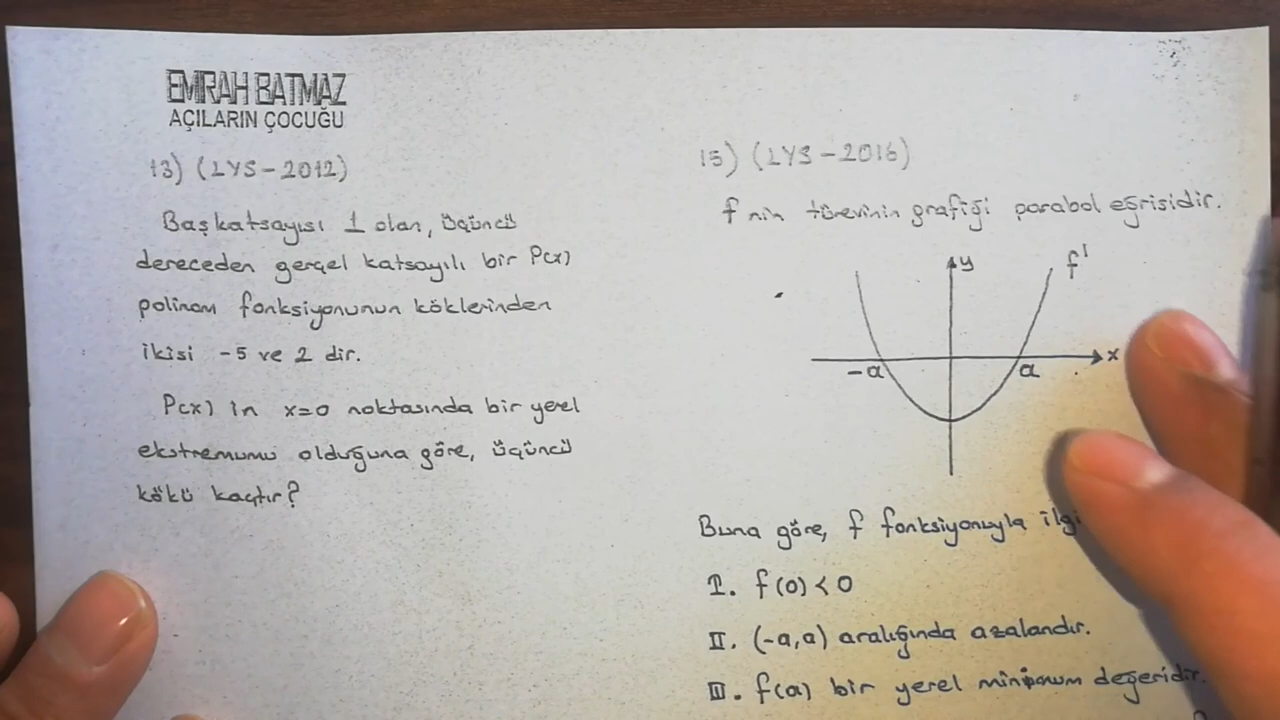 EMRAH BATMAZ
AÇILARIN ÇOCUĞU
13) (LYS-2012)
Başkatsayısı 1 olan, üçüncü
dereceden gerçel katsayılı bir P(x)
polinom fonksiyonunun köklerinden
ikisi -5 ve 2 dir.
P(x) in x=0 noktasında bir yerel
ekstremumu olduğuna göre, üçüncü
kökü kaçtır?
15) (LYS-2016)
f nin türevinin grafiği parabol eğrisidir.
y
f'
x
-a
a
Buna göre, f fonksiyonuyla
I. f(0) < 0
II. (-a,a) aralığında azalandır.
III. f(a) bir yerel minimum değeridir.